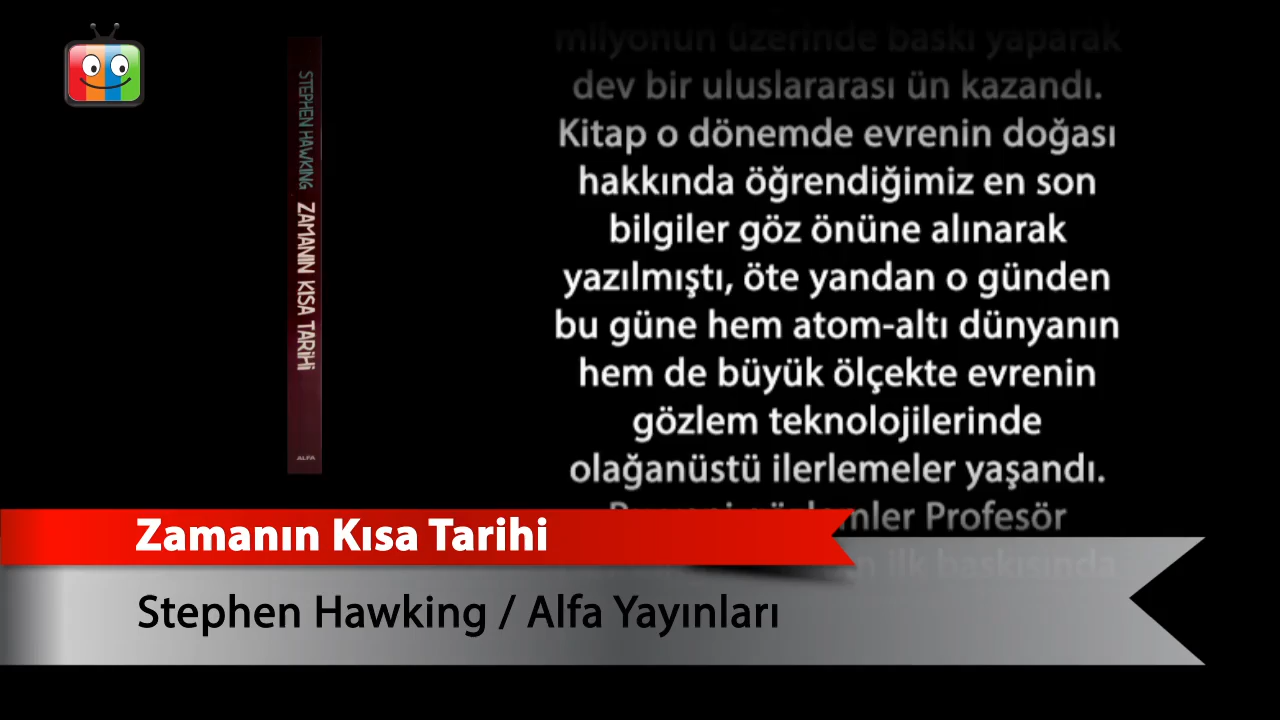 STEPHEN HAWKING ZAMANIN KISA TARİHİ
ALFA
milyonun üzerinde baskı yaparak
dev bir uluslararası ün kazandı.
Kitap o dönemde evrenin doğası
hakkında öğrendiğimiz en son
bilgiler göz önüne alınarak
yazılmıştı, öte yandan o günden
bu güne hem atom-altı dünyanın
hem de büyük ölçekte evrenin
gözlem teknolojilerinde
olağanüstü ilerlemeler yaşandı.
Profesör
ilk baskısında
Zamanın Kısa Tarihi
Stephen Hawking / Alfa Yayınları